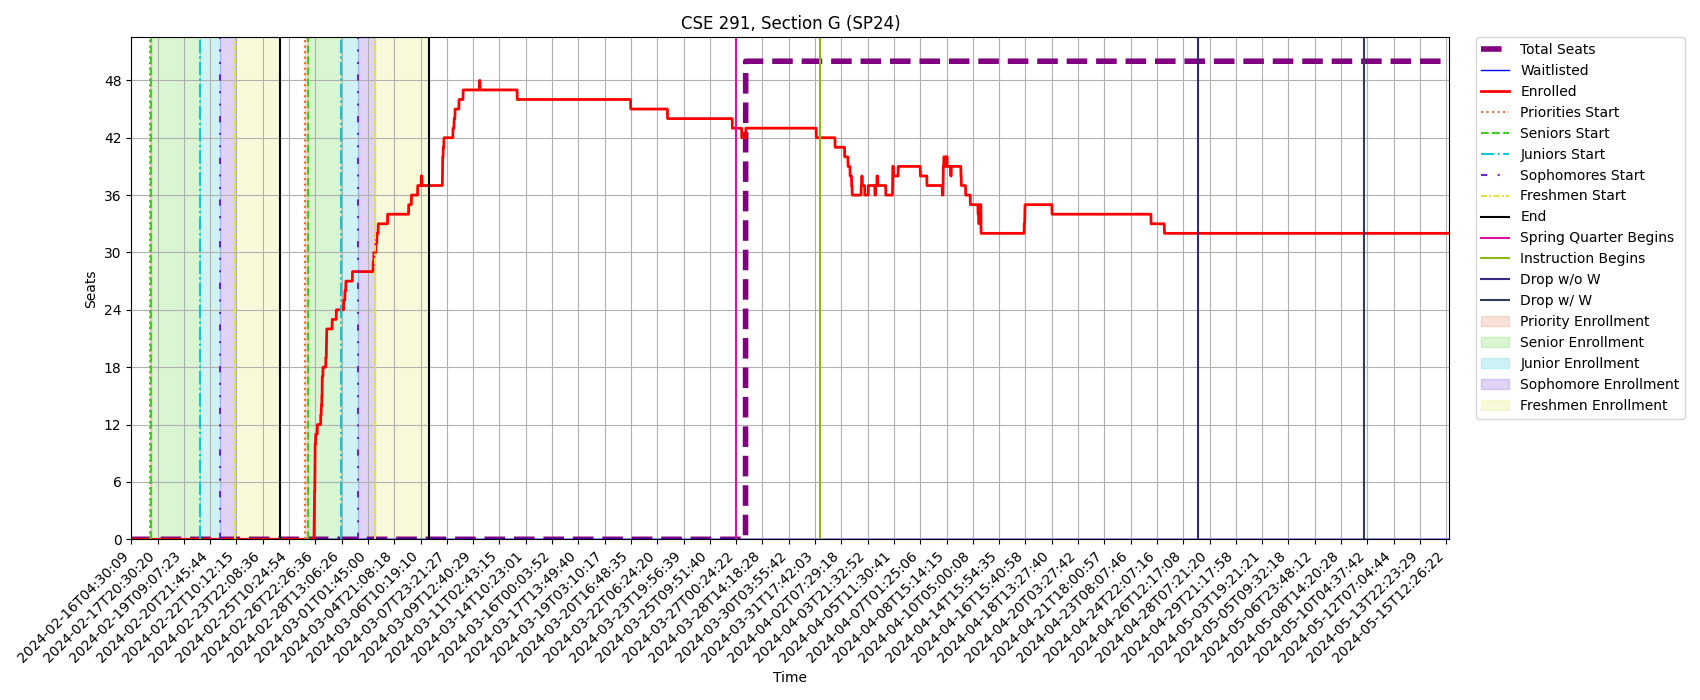 CSE 291, Section G (SP24)
Seats
48
42
36
30
24
18
12
6
0
2024-02-16T04:30:09
2024-02-17T20:30:20
2024-02-19T09:07:23
2024-02-20T21:45:44
2024-02-22T10:12:15
2024-02-23T22:08:36
2024-02-25T10:24:54
2024-02-26T22:26:36
2024-02-28T13:06:26
2024-03-01T01:45:00
2024-03-04T21:08:18
2024-03-06T10:19:10
2024-03-07T23:21:27
2024-03-09T12:40:29
2024-03-11T02:43:15
2024-03-14T10:23:01
2024-03-16T00:03:52
2024-03-17T13:49:40
2024-03-19T03:10:17
2024-03-20T16:48:35
2024-03-22T06:24:20
2024-03-23T19:56:39
2024-03-25T09:51:40
2024-03-27T00:24:22
2024-03-28T14:18:28
2024-03-30T03:55:42
2024-03-31T17:42:03
2024-04-02T07:29:18
2024-04-03T21:32:52
2024-04-05T11:30:41
2024-04-07T01:25:06
2024-04-08T15:14:15
2024-04-10T05:00:08
2024-04-14T15:54:35
2024-04-16T15:40:58
2024-04-18T13:27:40
2024-04-20T03:27:42
2024-04-21T18:00:57
2024-04-23T08:07:46
2024-04-24T22:07:16
2024-04-26T12:17:08
2024-04-28T07:21:20
2024-04-29T21:17:58
2024-05-03T19:21:21
2024-05-05T09:32:18
2024-05-06T23:48:12
2024-05-08T14:20:28
2024-05-10T04:37:42
2024-05-12T07:04:44
2024-05-13T22:23:29
2024-05-15T12:26:22
Time
Total Seats
Waitlisted
Enrolled
Priorities Start
Seniors Start
Juniors Start
Sophomores Start
Freshmen Start
End
Spring Quarter Begins
Instruction Begins
Drop w/o W
Drop w/ W
Priority Enrollment
Senior Enrollment
Junior Enrollment
Sophomore Enrollment
Freshmen Enrollment